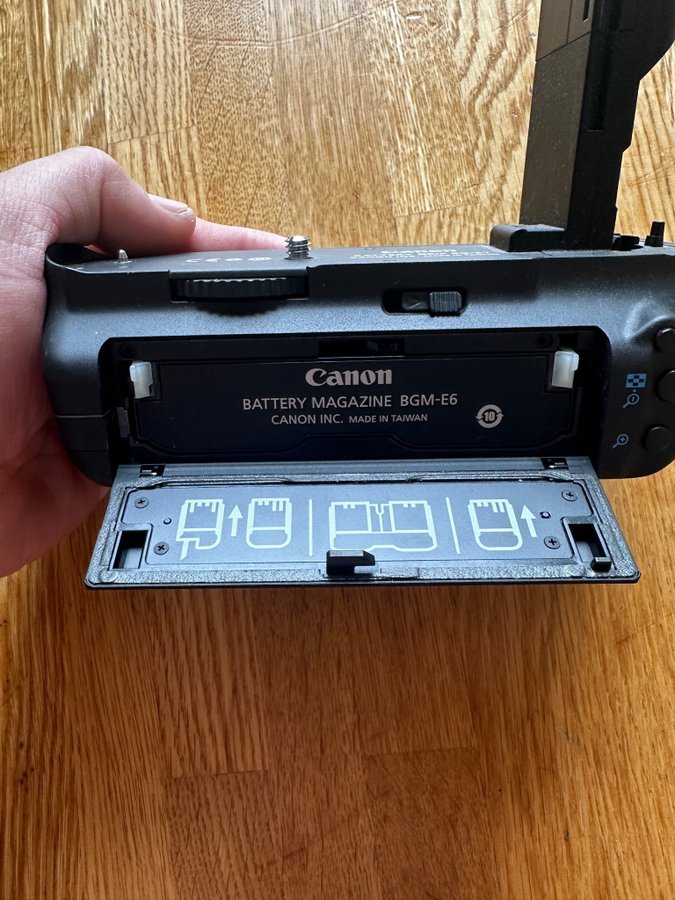 Canon
BATTERY MAGAZINE BGM-E6
CANON INC. MADE IN TAIWAN
10